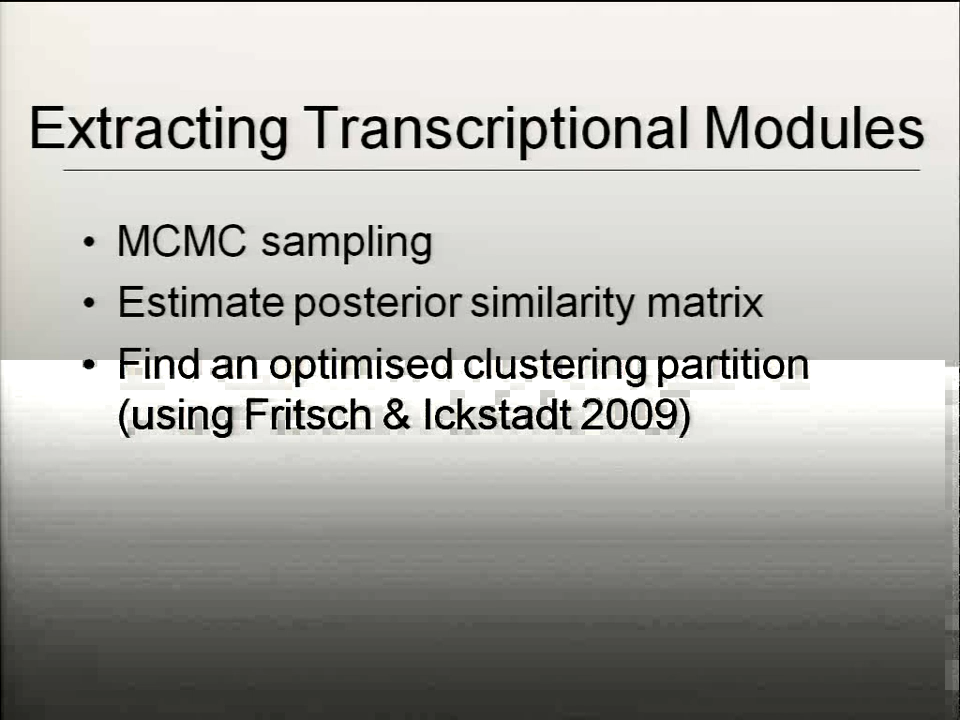 Extracting Transcriptional Modules
• MCMC sampling
• Estimate posterior similarity matrix
• Find an optimised clustering partition
(using Fritsch & Ickstadt 2009)